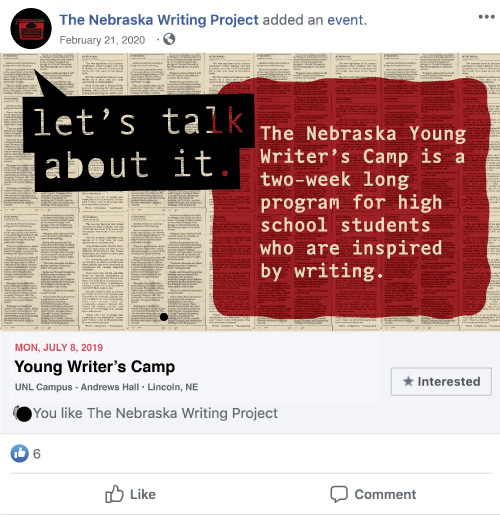 The Nebraska Writing Project added an event.
February 21, 2020
let's talk
about it.
The Nebraska Young
Writer's Camp is a
two-week long
program for high
school students
who are inspired
by writing.
MON, JULY 8, 2019
Young Writer's Camp
UNL Campus - Andrews Hall · Lincoln, NE
Interested
You like The Nebraska Writing Project
6
Like
Comment